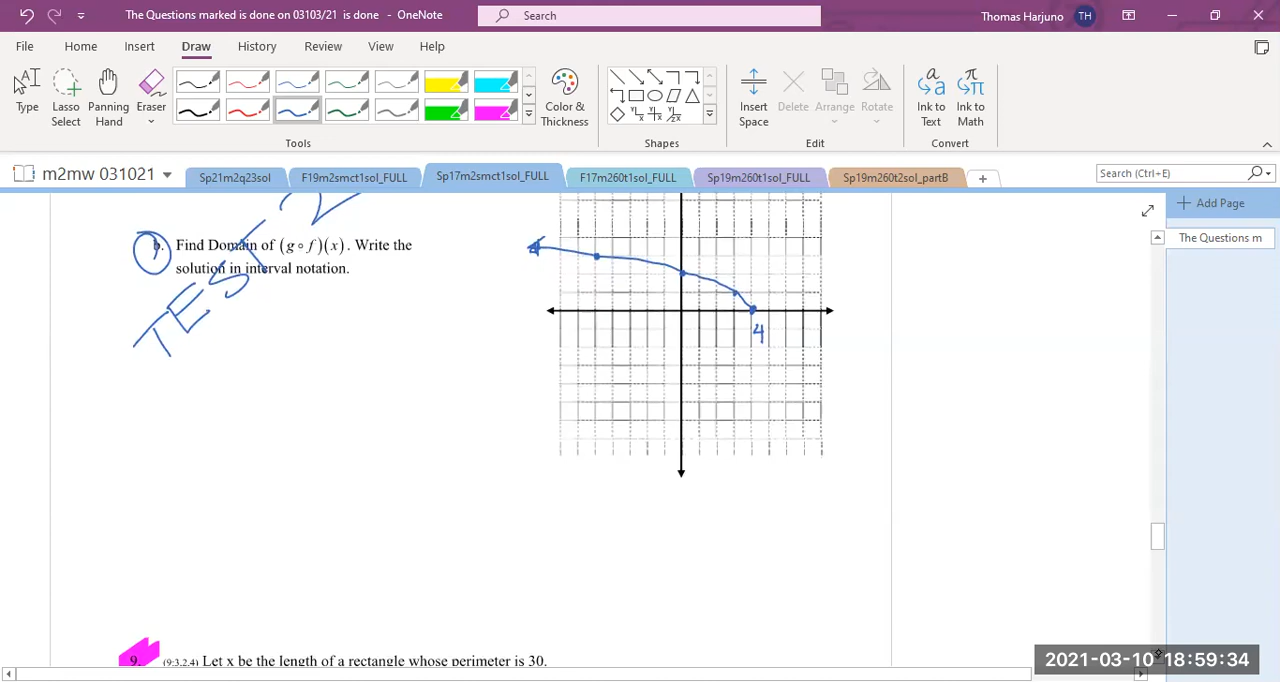 The Questions marked is done on 03103/21 is done - OneNote
Search
Thomas Harjuno TH
File Home Insert Draw History Review View Help
Type
Lasso Select
Panning Hand
Eraser
Color & Thickness
Insert Space
Delete
Arrange
Rotate
Ink to Text
Ink to Math
Tools Shapes Edit Convert
m2mw 031021
Sp21m2q23sol
F19m2smct1sol_FULL
Sp17m2smct1sol_FULL
F17m260t1sol_FULL
Sp19m260t1sol_FULL
Sp19m260t2sol_partB
Search (Ctrl+E)
Add Page
The Questions m
b. Find Domain of (g ∘ f)(x). Write the
solution in interval notation.
TEST 2
4
9. (9:3.2.4) Let x be the length of a rectangle whose perimeter is 30.
2021-03-10 18:59:34